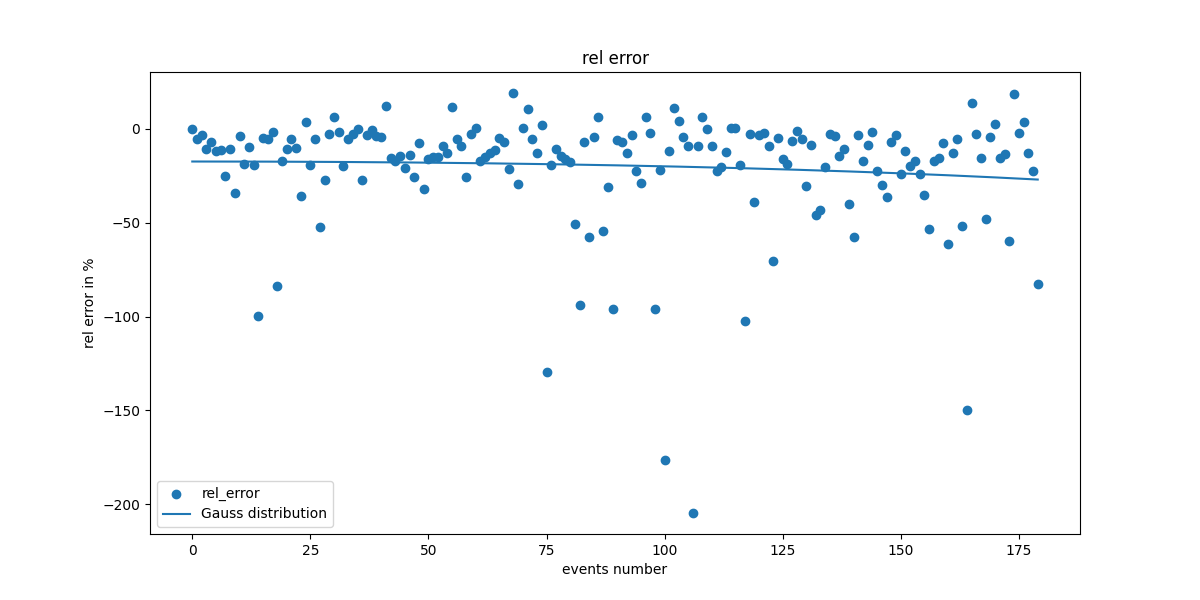 rel error
0
−50
−100
−150
−200
rel error in %
rel_error
Gauss distribution
0
25
50
75
100
125
150
175
events number